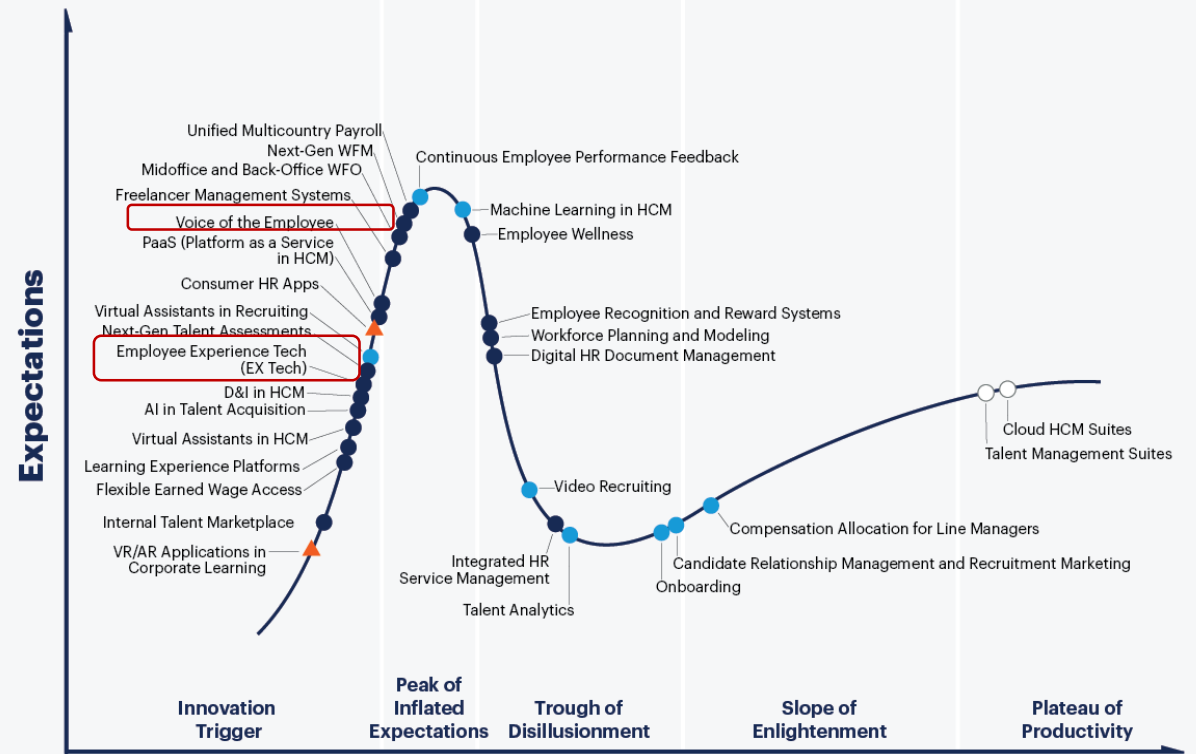 Expectations
Unified Multicountry Payroll
Next-Gen WFM
Midoffice and Back-Office WFO
Freelancer Management Systems
Voice of the Employee
PaaS (Platform as a Service
in HCM)
Consumer HR Apps
Virtual Assistants in Recruiting
Next-Gen Talent Assessments
Employee Experience Tech
(EX Tech)
D&I in HCM
AI in Talent Acquisition
Virtual Assistants in HCM
Learning Experience Platforms
Flexible Earned Wage Access
Internal Talent Marketplace
VR/AR Applications in
Corporate Learning
Continuous Employee Performance Feedback
Machine Learning in HCM
Employee Wellness
Employee Recognition and Reward Systems
Workforce Planning and Modeling
Digital HR Document Management
Video Recruiting
Integrated HR
Service Management
Talent Analytics
Onboarding
Candidate Relationship Management and Recruitment Marketing
Compensation Allocation for Line Managers
Cloud HCM Suites
Talent Management Suites
Innovation
Trigger
Peak of
Inflated
Expectations
Trough of
Disillusionment
Slope of
Enlightenment
Plateau of
Productivity